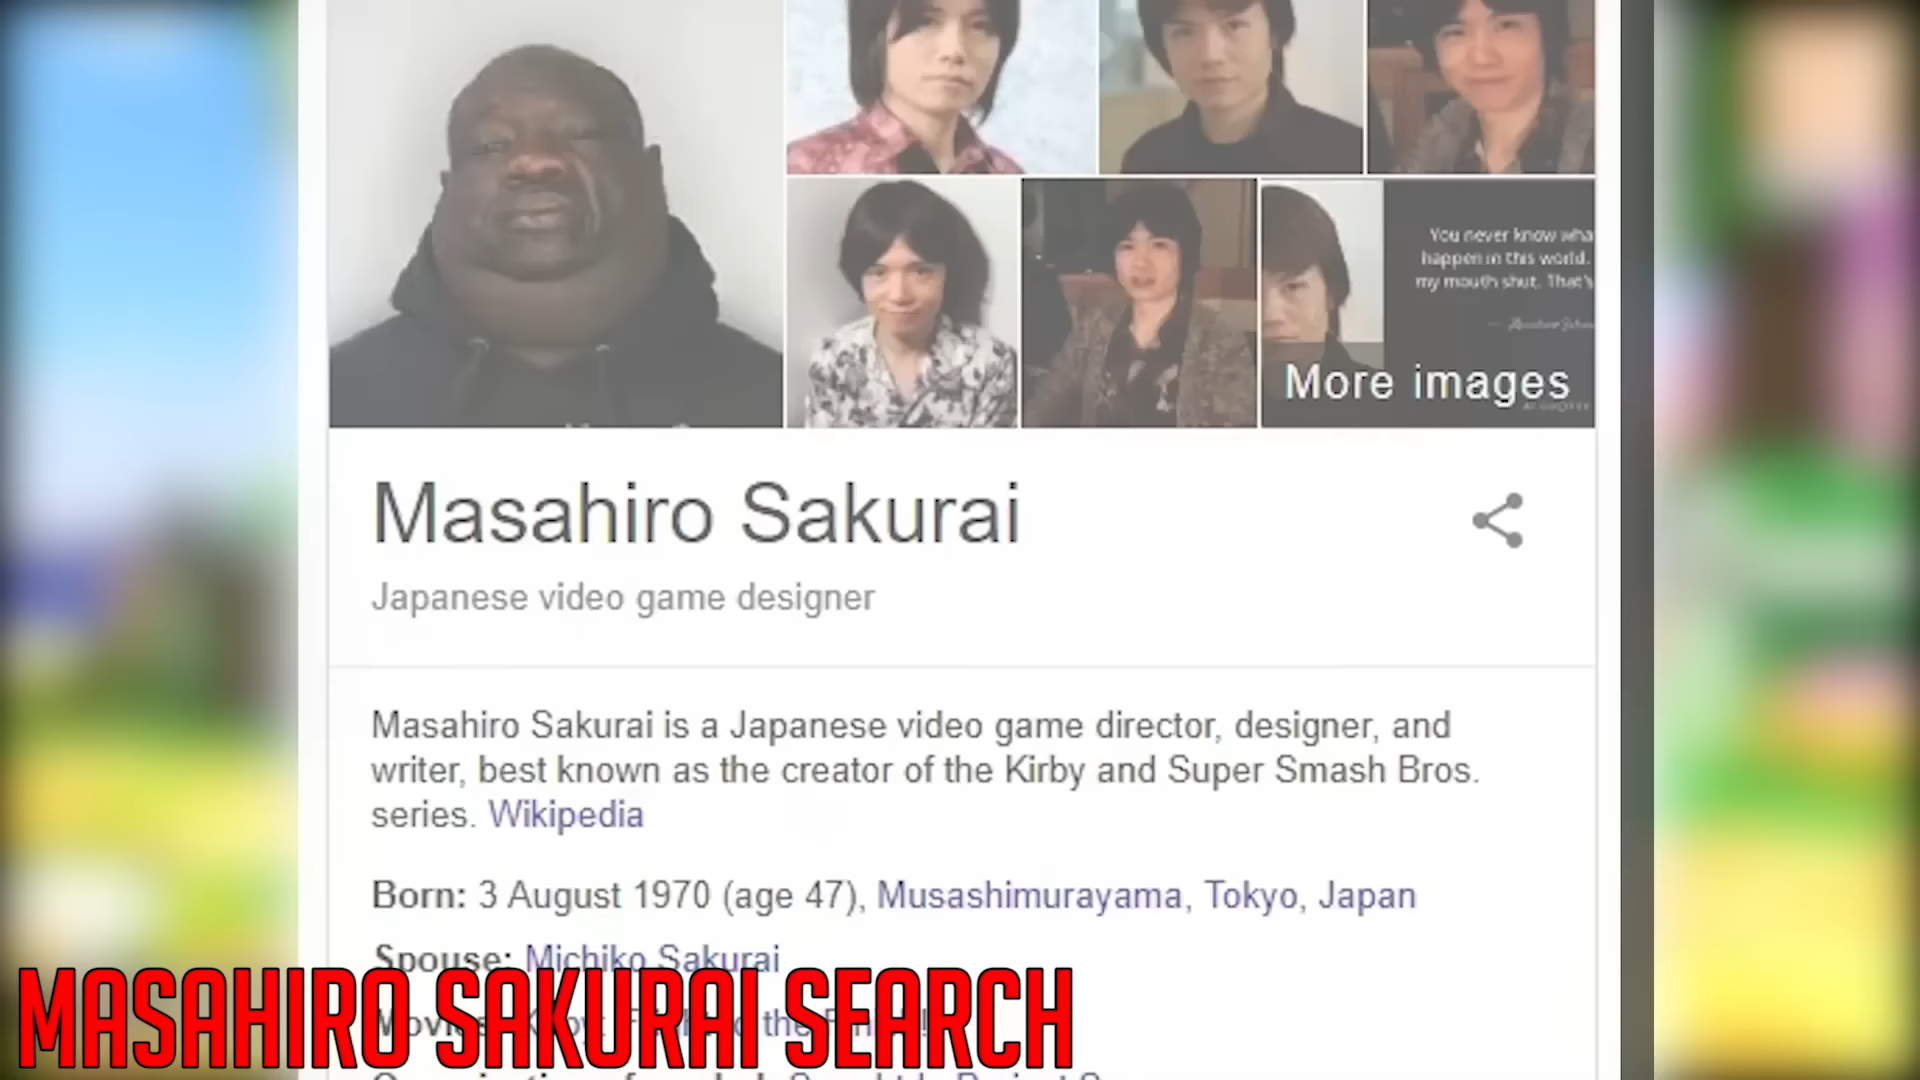 You never know wha
happen in this world.
my mouth shut. That's
More images
Masahiro Sakurai
Japanese video game designer
Masahiro Sakurai is a Japanese video game director, designer, and
writer, best known as the creator of the Kirby and Super Smash Bros.
series. Wikipedia
Born: 3 August 1970 (age 47), Musashimurayama, Tokyo, Japan
Spouse: Michiko Sakurai
MASAHIRO SAKURAI SEARCH